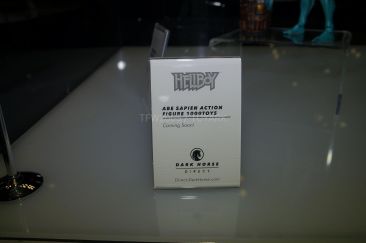 HELLBOY
ABE SAPIEN ACTION
FIGURE 1000TOYS
Coming Soon!
DARK HORSE
DIRECT